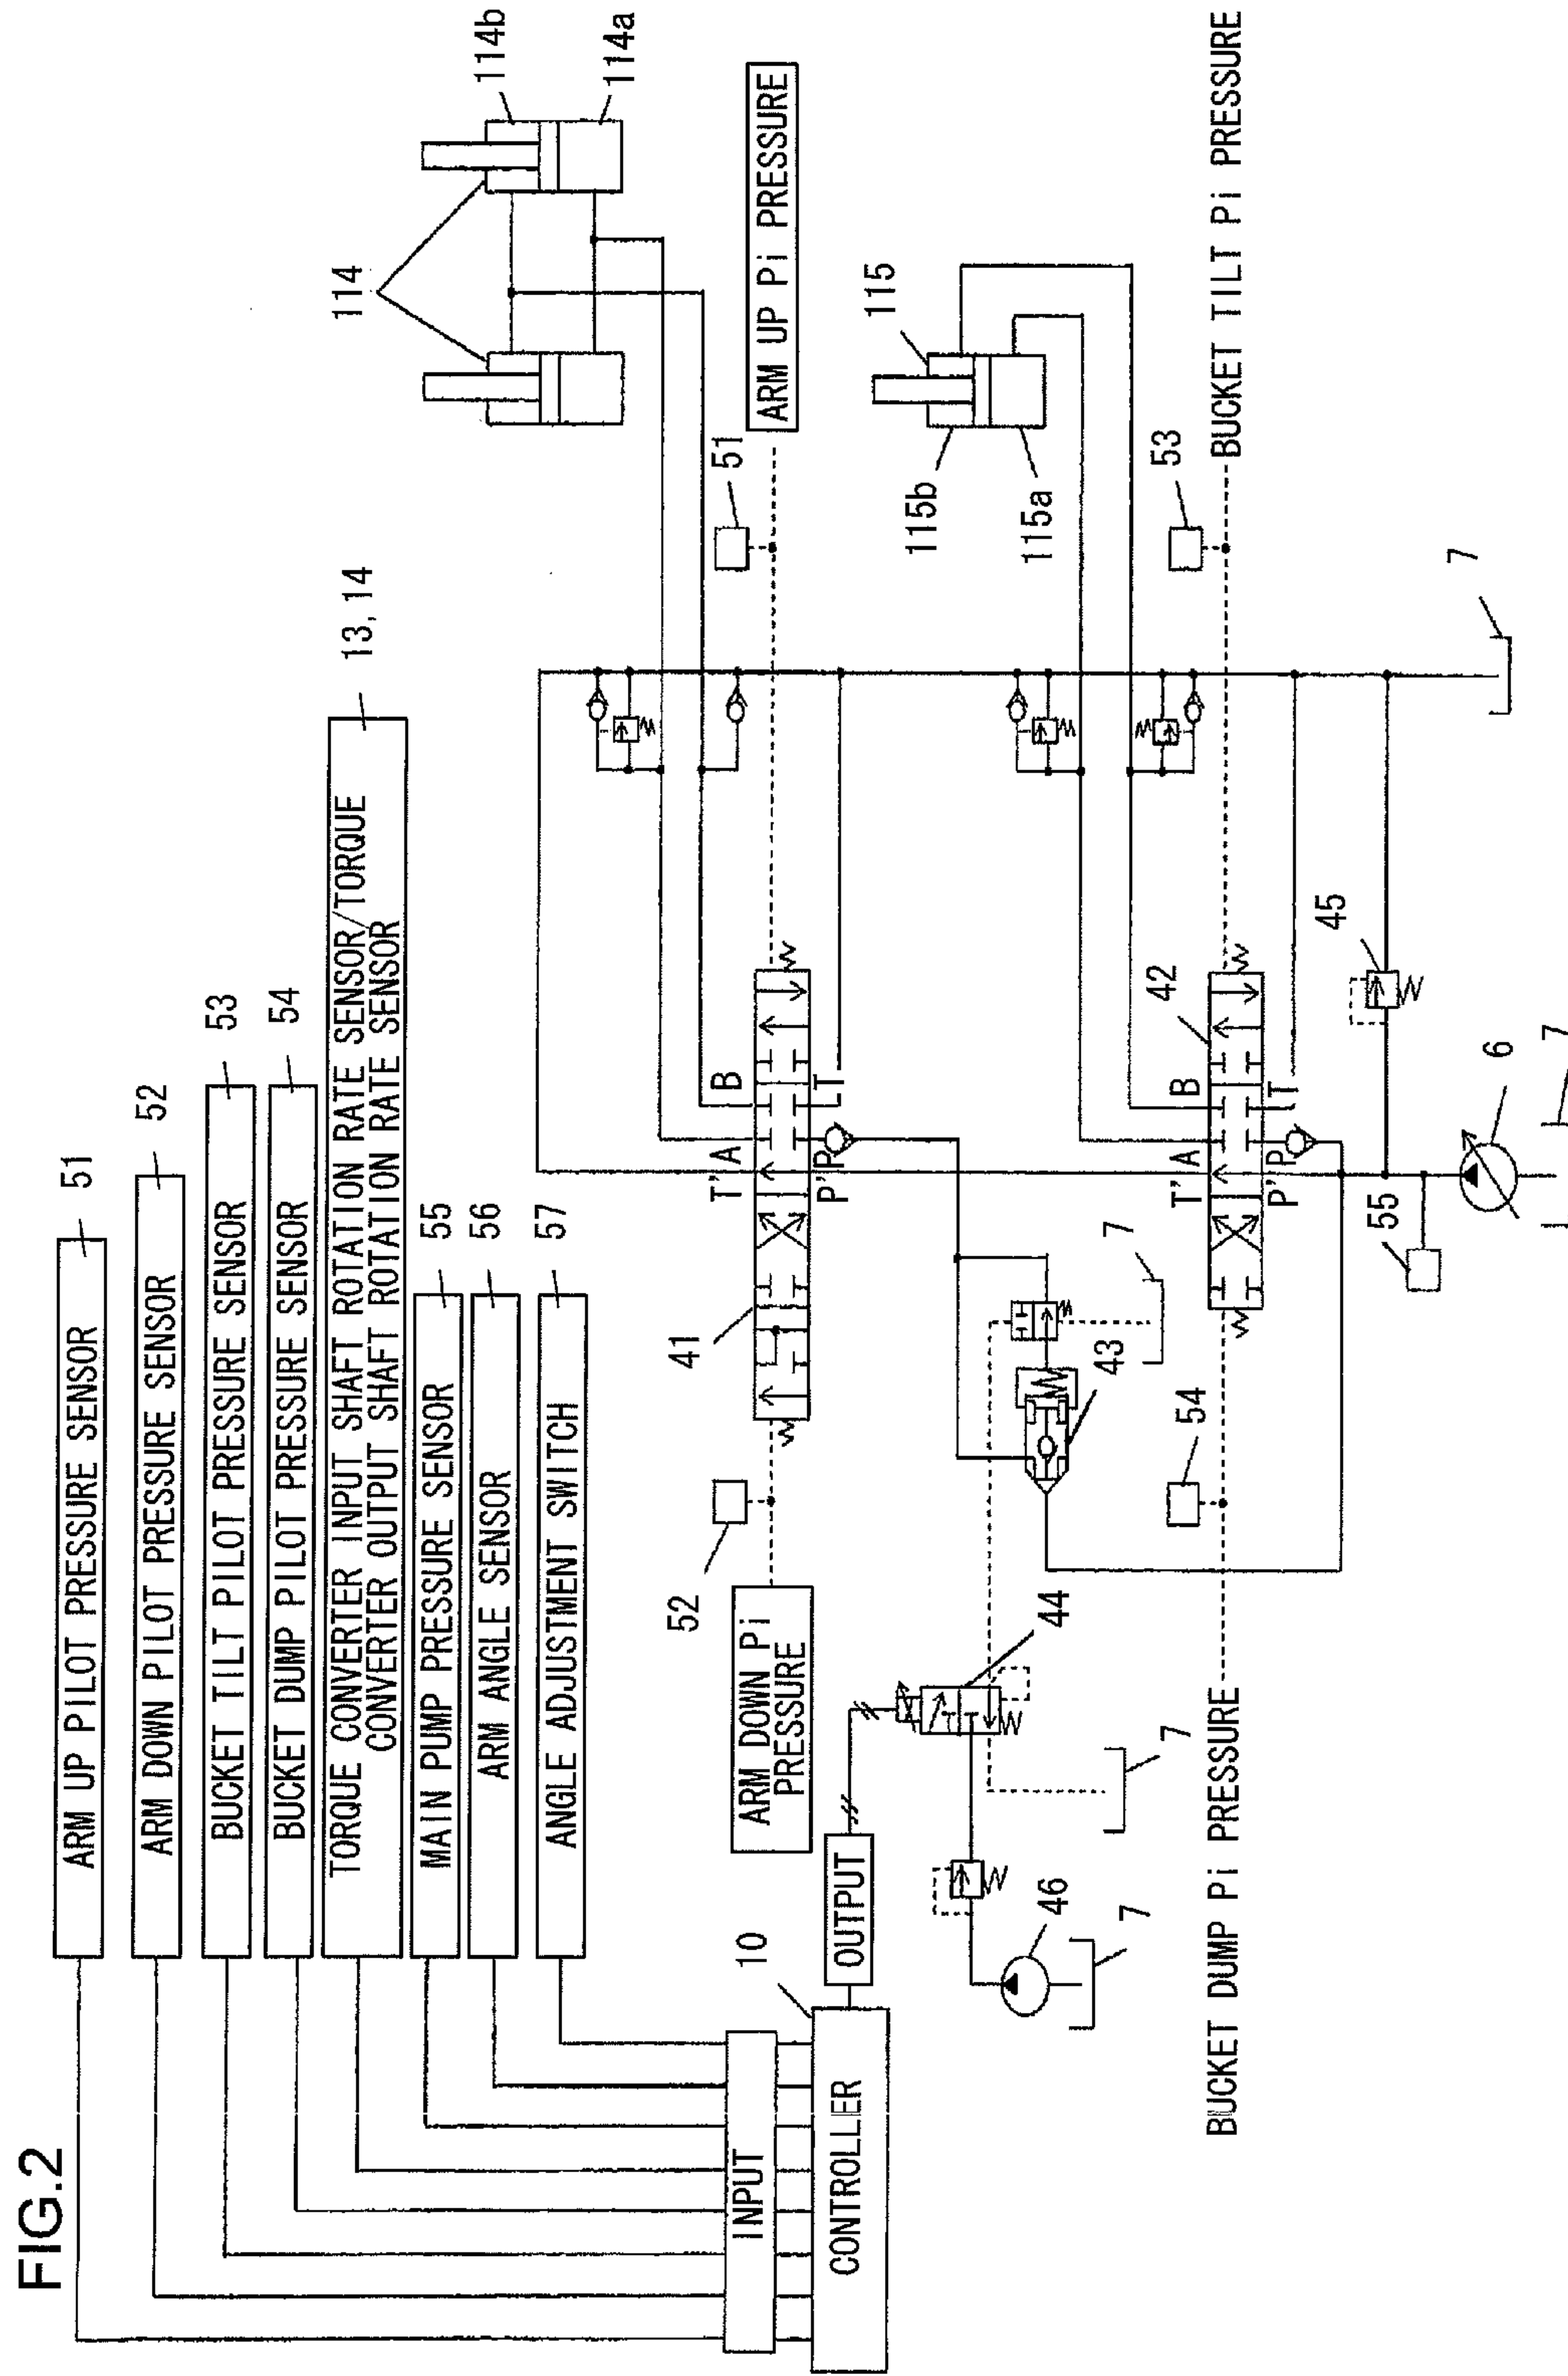 FIG.2
ARM UP PILOT PRESSURE SENSOR
51
ARM DOWN PILOT PRESSURE SENSOR
52
BUCKET TILT PILOT PRESSURE SENSOR
53
BUCKET DUMP PILOT PRESSURE SENSOR
54
TORQUE CONVERTER INPUT SHAFT ROTATION RATE SENSOR/TORQUE
CONVERTER OUTPUT SHAFT ROTATION RATE SENSOR
13, 14
MAIN PUMP PRESSURE SENSOR
55
ARM ANGLE SENSOR
56
ANGLE ADJUSTMENT SWITCH
57
INPUT
CONTROLLER
10
OUTPUT
114
114b
114a
ARM DOWN Pi
PRESSURE
52
41
T'
A
B
P'
P
T
51
ARM UP Pi PRESSURE
46
7
7
44
43
7
115
115b
115a
BUCKET DUMP Pi PRESSURE
54
42
T'
A
B
P'
P
T
53
BUCKET TILT Pi PRESSURE
55
45
6
7
7